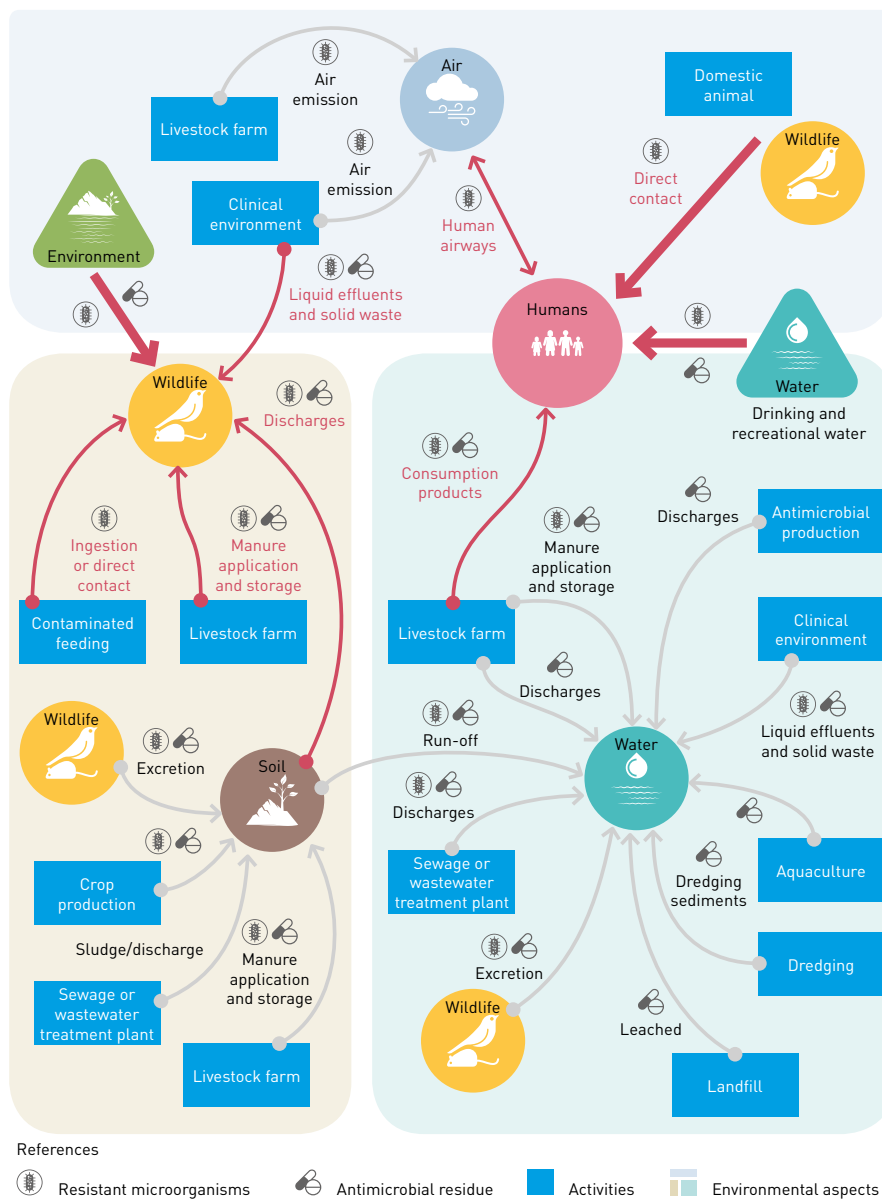 Air
emission
Air
Livestock farm
Domestic
animal
Wildlife
Air
emission
Direct
contact
Clinical
environment
Human
airways
Environment
Liquid effluents
and solid waste
Humans
Wildlife
Discharges
Water
Drinking and
recreational water
Consumption
products
Ingestion
or direct
contact
Manure
application
and storage
Manure
application
and storage
Discharges
Antimicrobial
production
Contaminated
feeding
Livestock farm
Livestock farm
Clinical
environment
Discharges
Wildlife
Excretion
Soil
Run-off
Water
Liquid effluents
and solid waste
Discharges
Crop
production
Sewage or
wastewater
treatment plant
Dredging
sediments
Aquaculture
Sludge/discharge
Manure
application
and storage
Excretion
Dredging
Sewage or
wastewater
treatment plant
Wildlife
Leached
Livestock farm
Landfill
References
Resistant microorganisms
Antimicrobial residue
Activities
Environmental aspects